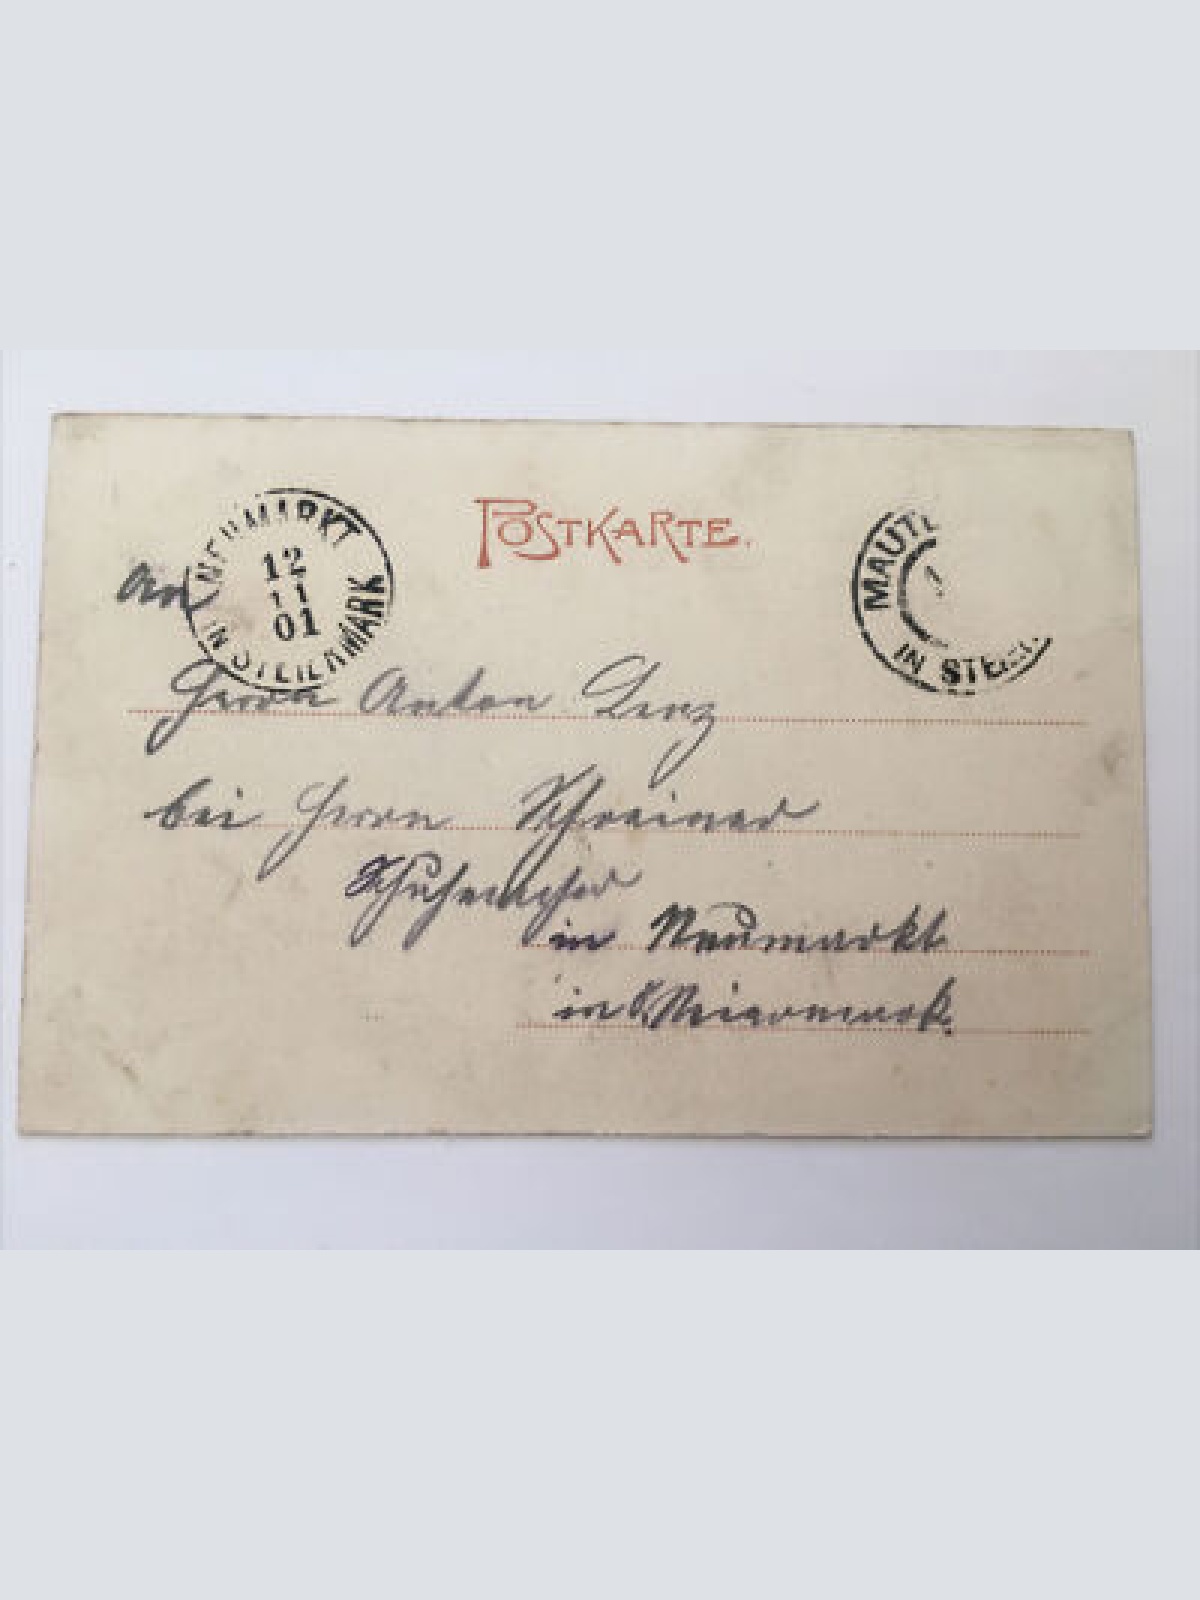 POSTKARTE.
NEUMARKT
IN STEIERMARK
12
11
01
MAUT
IN STEI
An
Herrn Anton
bei Herrn Schreiner
in Neumarkt
in Steiermark.